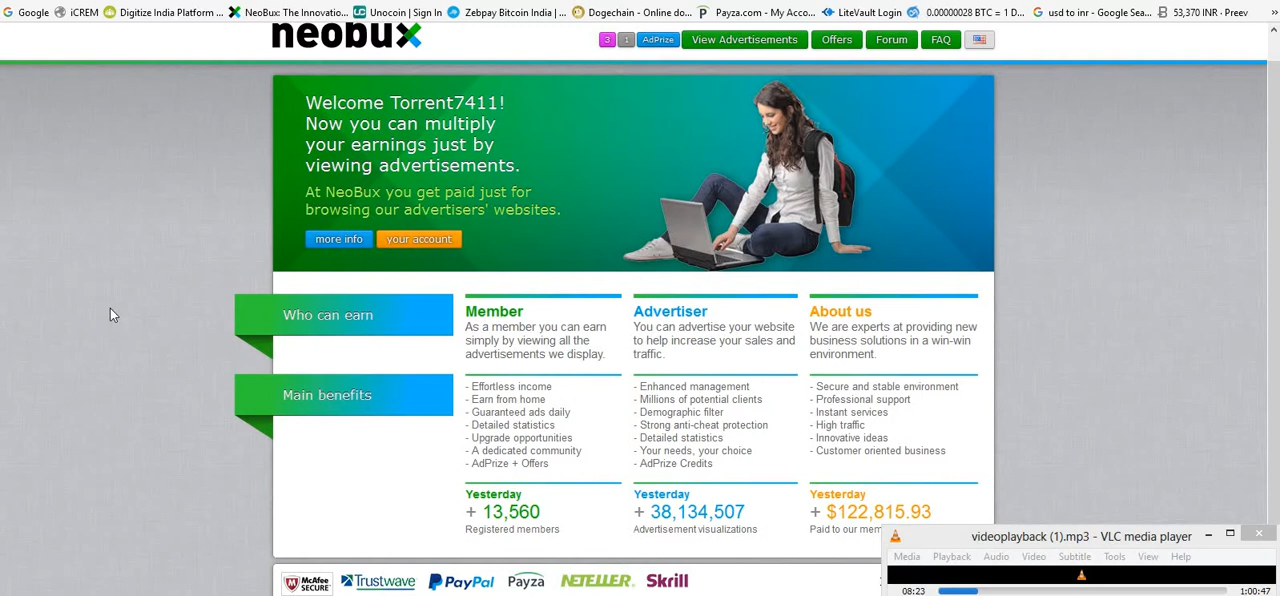 Google iCREM Digitize India Platform ... NeoBux: The Innovatio... Unocoin | Sign In Zebpay Bitcoin India | ... Dogechain - Online do... Payza.com - My Ac... LiteVault Login 0.00000028 BTC = 1 D... usd to inr - Google Sea... 53,370 INR · Preev
neobux
3 1 AdPrize View Advertisements Offers Forum FAQ
Welcome Torrent7411!
Now you can multiply
your earnings just by
viewing advertisements.
At NeoBux you get paid just for
browsing our advertisers' websites.
more info your account
Who can earn
Main benefits
Member
As a member you can earn
simply by viewing all the
advertisements we display.
- Effortless income
- Earn from home
- Guaranteed ads daily
- Detailed statistics
- Upgrade opportunities
- A dedicated community
- AdPrize + Offers
Yesterday
+ 13,560
Registered members
Advertiser
You can advertise your website
to help increase your sales and
traffic.
- Enhanced management
- Millions of potential clients
- Demographic filter
- Strong anti-cheat protection
- Detailed statistics
- Your needs, your choice
- AdPrize Credits
Yesterday
+ 38,134,507
Advertisement visualizations
About us
We are experts at providing new
business solutions in a win-win
environment.
- Secure and stable environment
- Professional support
- Instant services
- High traffic
- Innovative ideas
- Customer oriented business
Yesterday
+ $122,815.93
Paid to our mem
McAfee SECURE Trustwave PayPal Payza NETELLER Skrill
videoplayback (1).mp3 - VLC media player
Media Playback Audio Video Subtitle Tools View Help
08:23 1:00:47